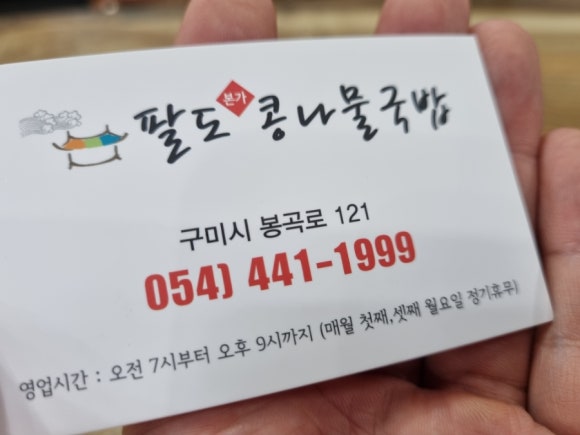 팔도 본가 콩나물국밥
구미시 봉곡로 121
054) 441-1999
영업시간 : 오전 7시부터 오후 9시까지 (매월 첫째,셋째 월요일 정기휴무)